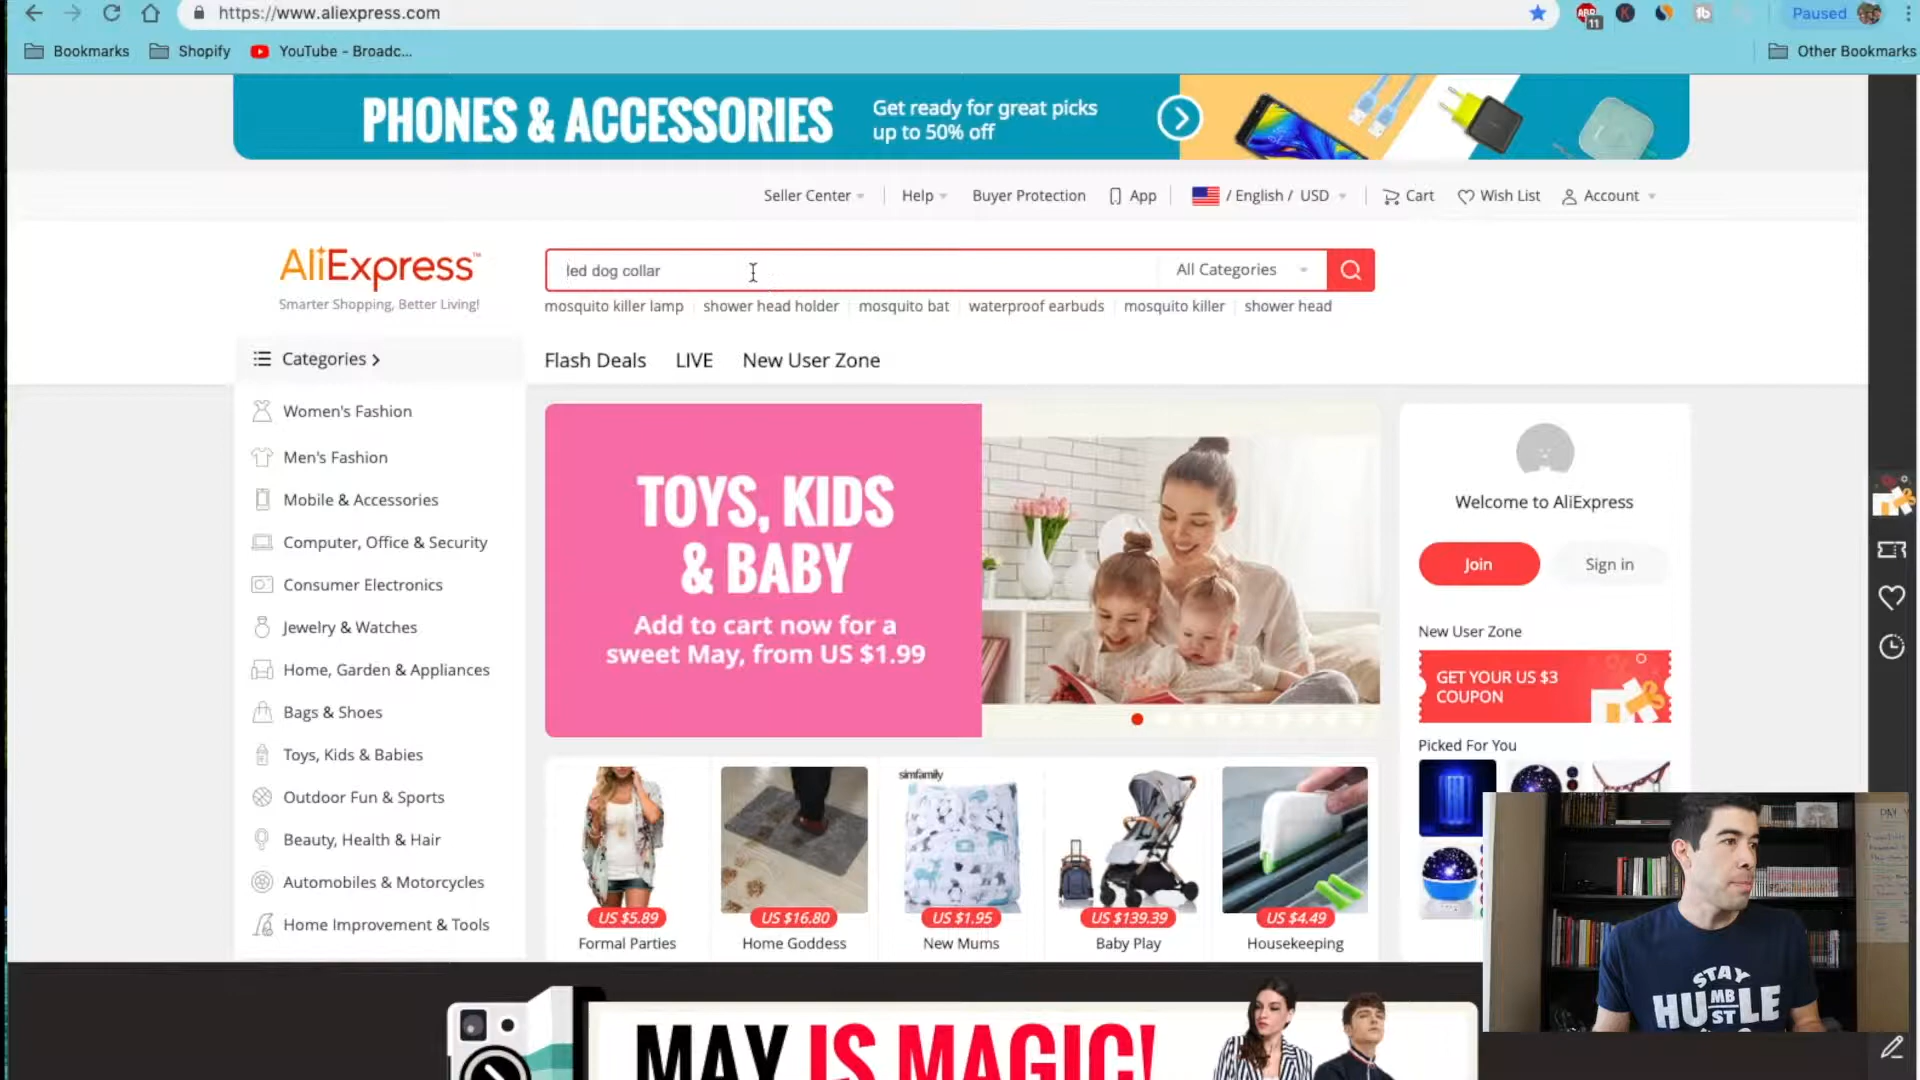 https://www.aliexpress.com
ABP
11
K
tb
Paused
Bookmarks
Shopify
YouTube - Broadc...
Other Bookmarks
PHONES & ACCESSORIES
Get ready for great picks
up to 50% off
Seller Center
Help
Buyer Protection
App
/ English / USD
Cart
Wish List
Account
AliExpress™
Smarter Shopping, Better Living!
led dog collar
All Categories
mosquito killer lamp
shower head holder
mosquito bat
waterproof earbuds
mosquito killer
shower head
Categories >
Flash Deals
LIVE
New User Zone
Women's Fashion
Men's Fashion
Mobile & Accessories
Computer, Office & Security
Consumer Electronics
Jewelry & Watches
Home, Garden & Appliances
Bags & Shoes
Toys, Kids & Babies
Outdoor Fun & Sports
Beauty, Health & Hair
Automobiles & Motorcycles
Home Improvement & Tools
TOYS, KIDS
& BABY
Add to cart now for a
sweet May, from US $1.99
Welcome to AliExpress
Join
Sign in
New User Zone
GET YOUR US $3
COUPON
Picked For You
simfamily
US $5.89
US $16.80
US $1.95
US $139.39
US $4.49
Formal Parties
Home Goddess
New Mums
Baby Play
Housekeeping
MAY IS MAGIC!
STAY
HUMBLE
HUSTLE